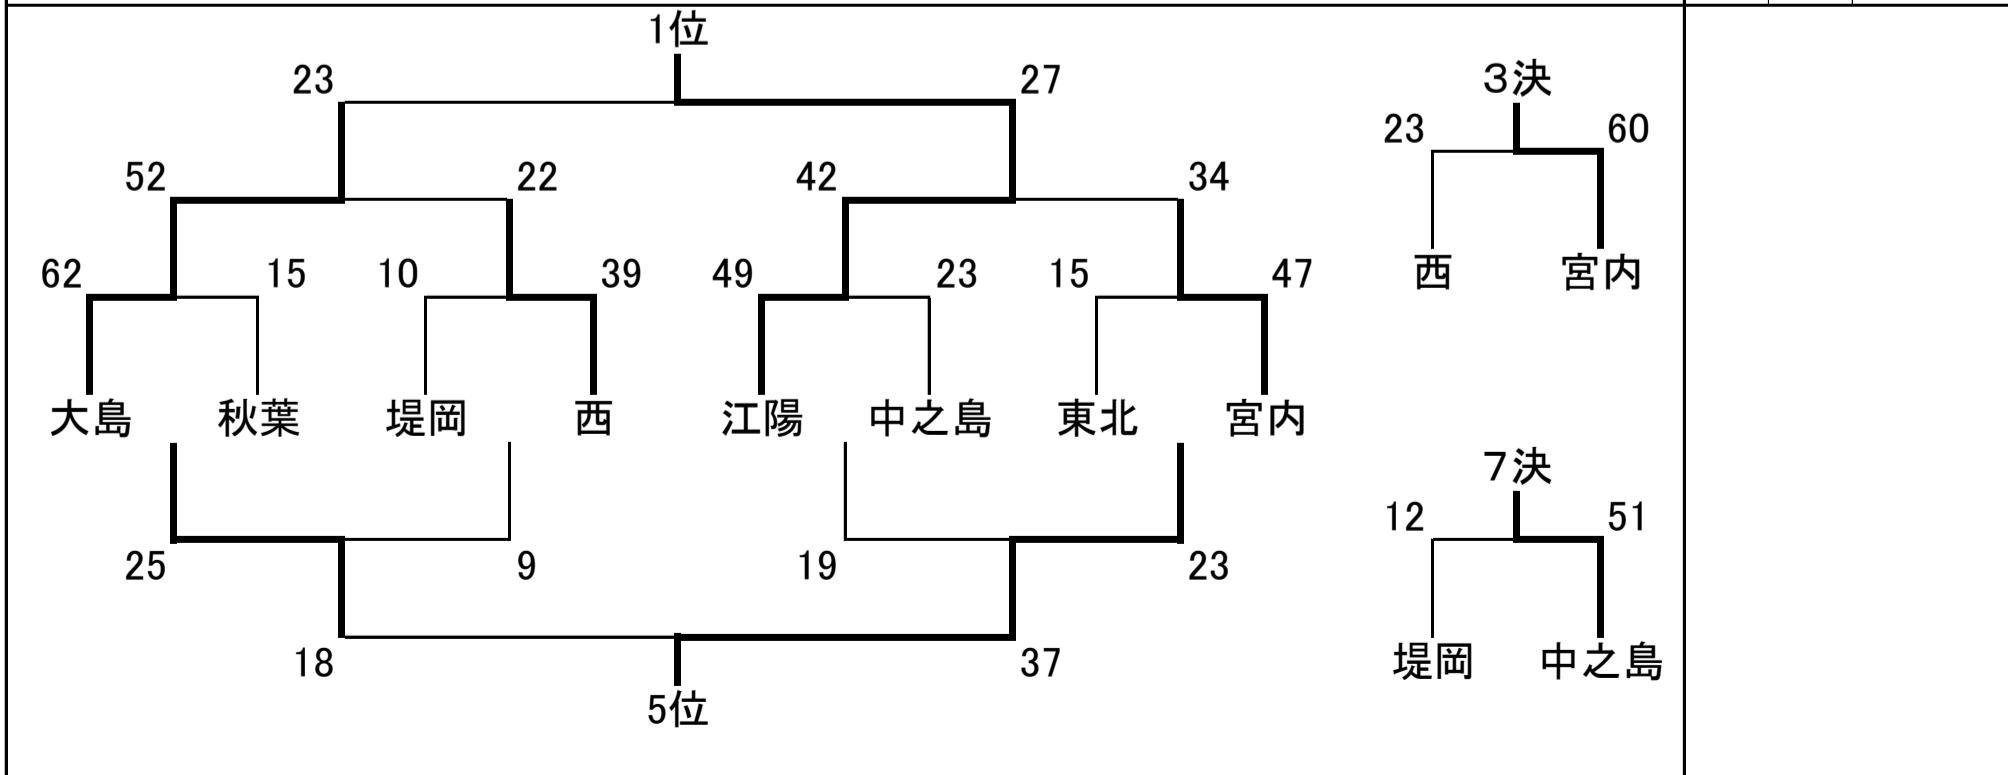 1位
23 27
52 22 42 34
62 15 10 39 49 23 15 47
大島 秋葉 堤岡 西 江陽 中之島 東北 宮内
25 9 19 23
18 37
5位
３決
23 60
西 宮内
７決
12 51
堤岡 中之島